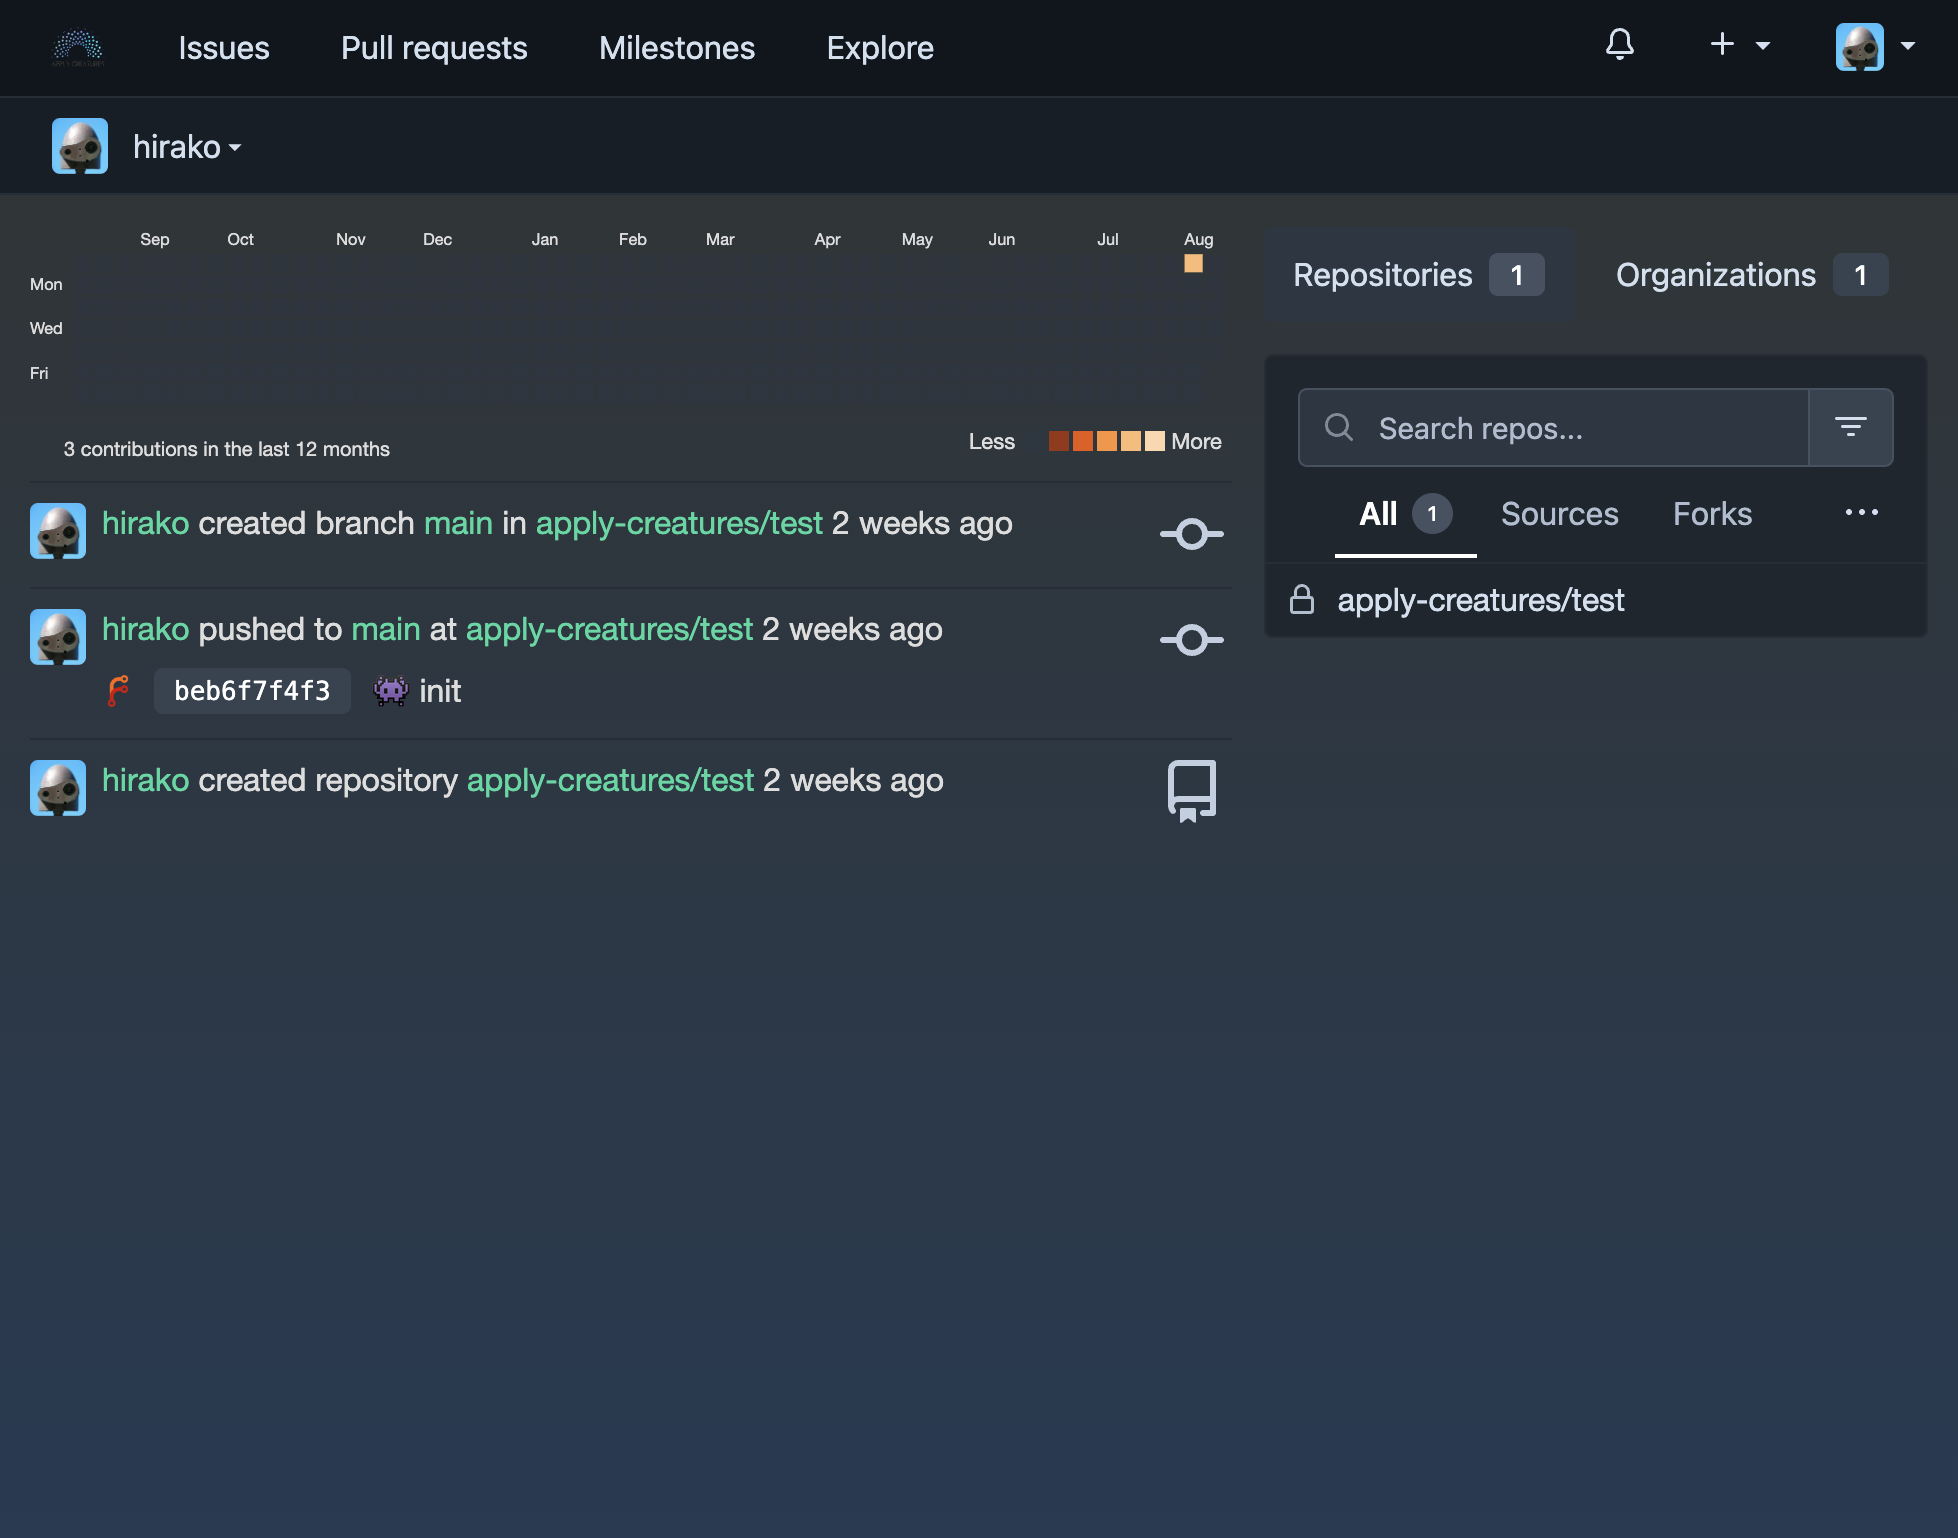 Issues Pull requests Milestones Explore
hirako
Sep Oct Nov Dec Jan Feb Mar Apr May Jun Jul Aug
Mon
Wed
Fri
3 contributions in the last 12 months
Less More
hirako created branch main in apply-creatures/test 2 weeks ago
hirako pushed to main at apply-creatures/test 2 weeks ago
beb6f7f4f3 👾 init
hirako created repository apply-creatures/test 2 weeks ago
Repositories 1 Organizations 1
Search repos...
All 1 Sources Forks
apply-creatures/test